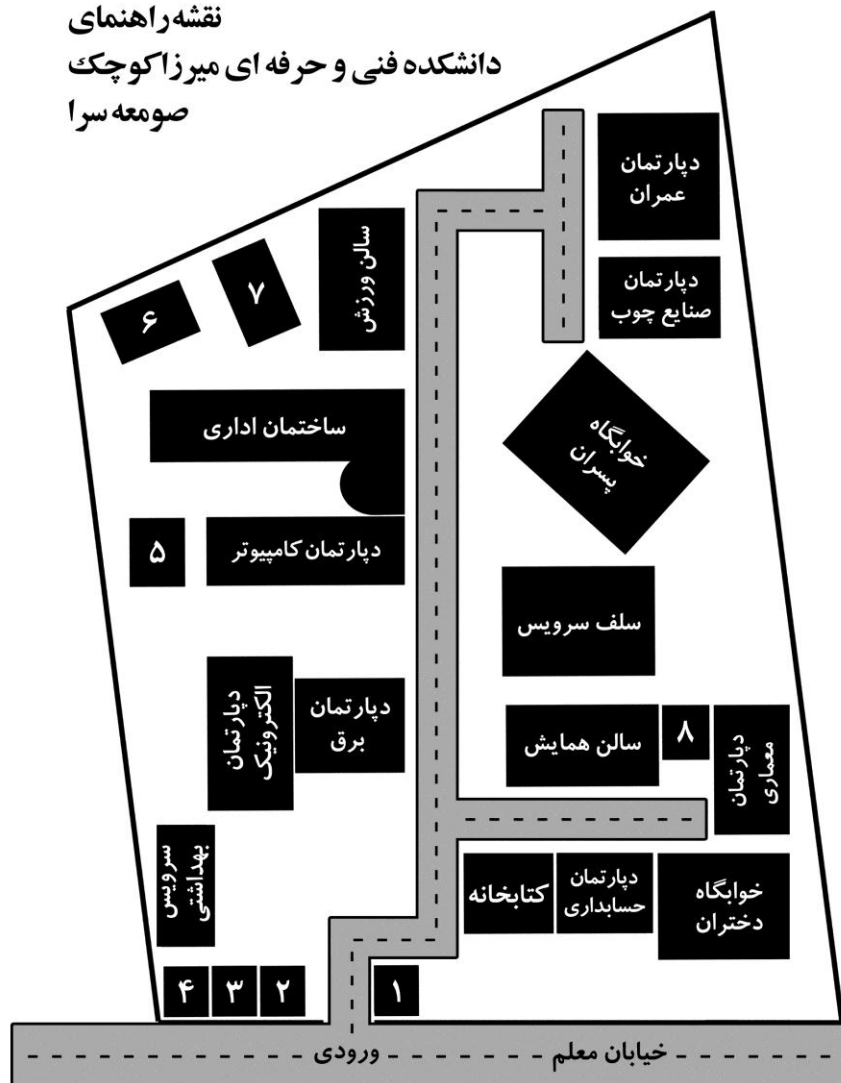 نقشه راهنمای
دانشکده فنی و حرفه ای میرزاکوچک
صومعه سرا
دپارتمان
عمران
دپارتمان
صنایع چوب
سالن ورزش
۷
۶
ساختمان اداری
خوابگاه
پسران
دپارتمان کامپیوتر
۵
سلف سرویس
دپارتمان
الکترونیک
دپارتمان
برق
سالن همایش
۸
دپارتمان
معماری
سرویس
بهداشتی
کتابخانه
دپارتمان
حسابداری
خوابگاه
دختران
۱
۲
۳
۴
خیابان معلم
ورودی